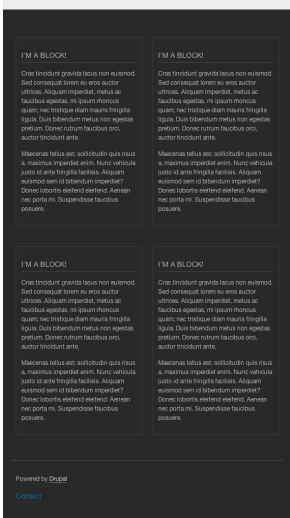 I'M A BLOCK!
Cras tincidunt gravida lacus non euismod.
Sed consequat lorem eu eros auctor
ultrices. Aliquam imperdiet, metus ac
faucibus egestas, mi ipsum rhoncus
quam; nec tristique diam mauris fringilla
ligula. Duis bibendum metus non egestas
pretium. Donec rutrum faucibus orci,
auctor tincidunt ante.
Maecenas tellus est; sollicitudin quis risus
a, maximus imperdiet enim. Nunc vehicula
justo id ante fringilla facilisis. Aliquam
euismod sem id bibendum imperdiet?
Donec lobortis eleifend eleifend. Aenean
nec porta mi. Suspendisse faucibus
posuere.
I'M A BLOCK!
Cras tincidunt gravida lacus non euismod.
Sed consequat lorem eu eros auctor
ultrices. Aliquam imperdiet, metus ac
faucibus egestas, mi ipsum rhoncus
quam; nec tristique diam mauris fringilla
ligula. Duis bibendum metus non egestas
pretium. Donec rutrum faucibus orci,
auctor tincidunt ante.
Maecenas tellus est; sollicitudin quis risus
a, maximus imperdiet enim. Nunc vehicula
justo id ante fringilla facilisis. Aliquam
euismod sem id bibendum imperdiet?
Donec lobortis eleifend eleifend. Aenean
nec porta mi. Suspendisse faucibus
posuere.
I'M A BLOCK!
Cras tincidunt gravida lacus non euismod.
Sed consequat lorem eu eros auctor
ultrices. Aliquam imperdiet, metus ac
faucibus egestas, mi ipsum rhoncus
quam; nec tristique diam mauris fringilla
ligula. Duis bibendum metus non egestas
pretium. Donec rutrum faucibus orci,
auctor tincidunt ante.
Maecenas tellus est; sollicitudin quis risus
a, maximus imperdiet enim. Nunc vehicula
justo id ante fringilla facilisis. Aliquam
euismod sem id bibendum imperdiet?
Donec lobortis eleifend eleifend. Aenean
nec porta mi. Suspendisse faucibus
posuere.
I'M A BLOCK!
Cras tincidunt gravida lacus non euismod.
Sed consequat lorem eu eros auctor
ultrices. Aliquam imperdiet, metus ac
faucibus egestas, mi ipsum rhoncus
quam; nec tristique diam mauris fringilla
ligula. Duis bibendum metus non egestas
pretium. Donec rutrum faucibus orci,
auctor tincidunt ante.
Maecenas tellus est; sollicitudin quis risus
a, maximus imperdiet enim. Nunc vehicula
justo id ante fringilla facilisis. Aliquam
euismod sem id bibendum imperdiet?
Donec lobortis eleifend eleifend. Aenean
nec porta mi. Suspendisse faucibus
posuere.
Powered by Drupal
Contact